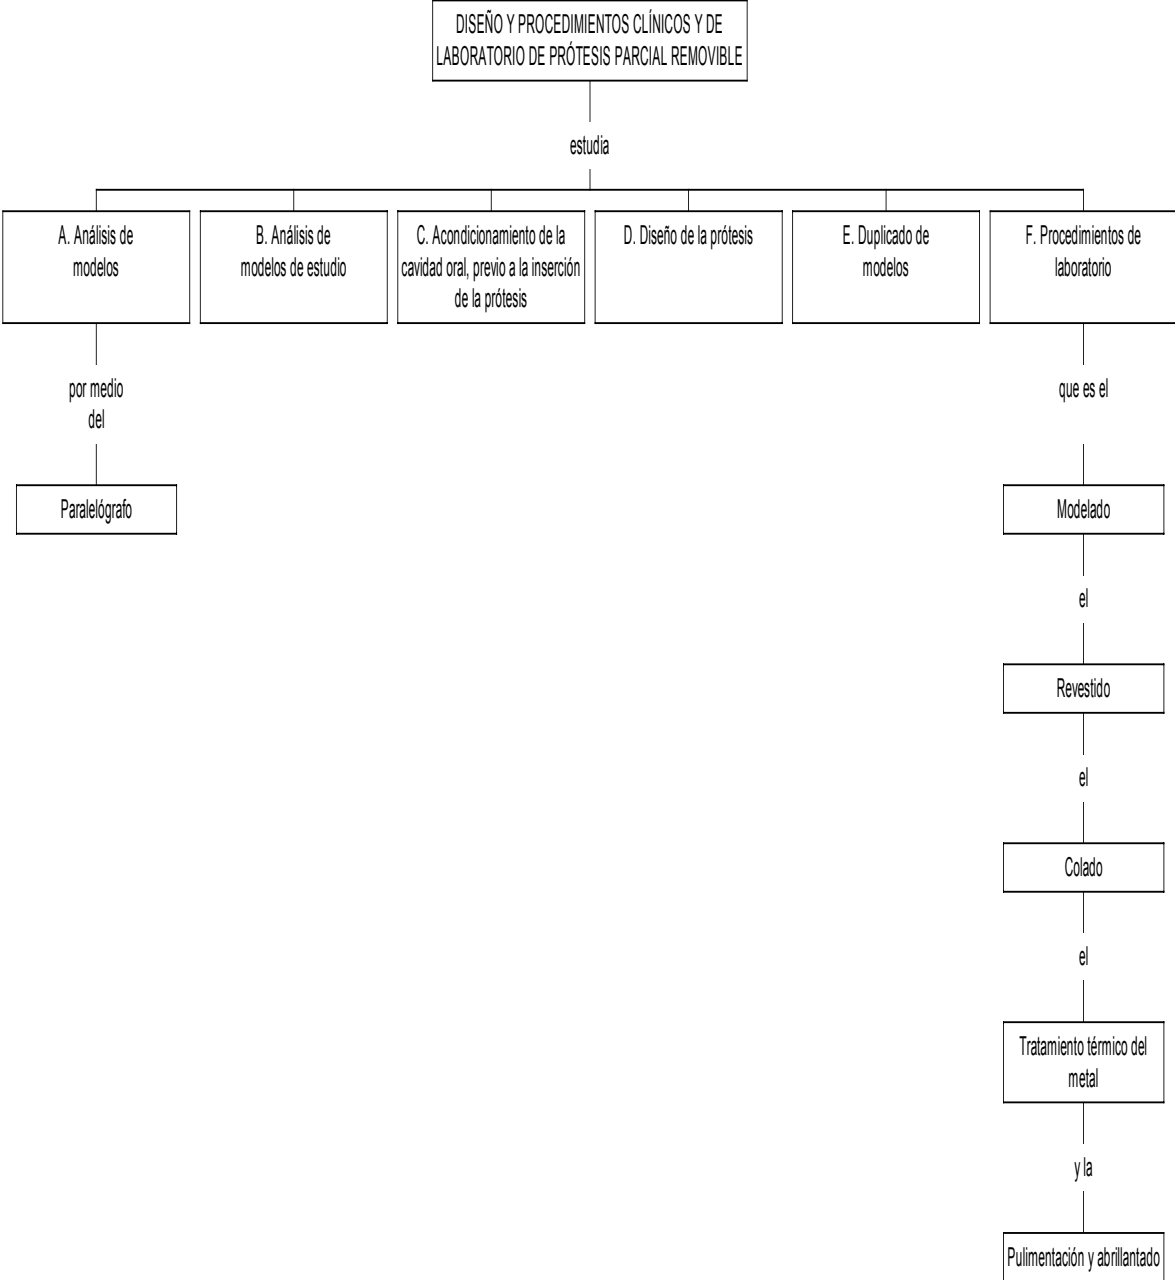 DISEÑO Y PROCEDIMIENTOS CLÍNICOS Y DE
LABORATORIO DE PRÓTESIS PARCIAL REMOVIBLE
estudia
A. Análisis de
modelos
B. Análisis de
modelos de estudio
C. Acondicionamiento de la
cavidad oral, previo a la inserción
de la prótesis
D. Diseño de la prótesis
E. Duplicado de
modelos
F. Procedimientos de
laboratorio
por medio
del
Paralelógrafo
que es el
Modelado
el
Revestido
el
Colado
el
Tratamiento térmico del
metal
y la
Pulimentación y abrillantado